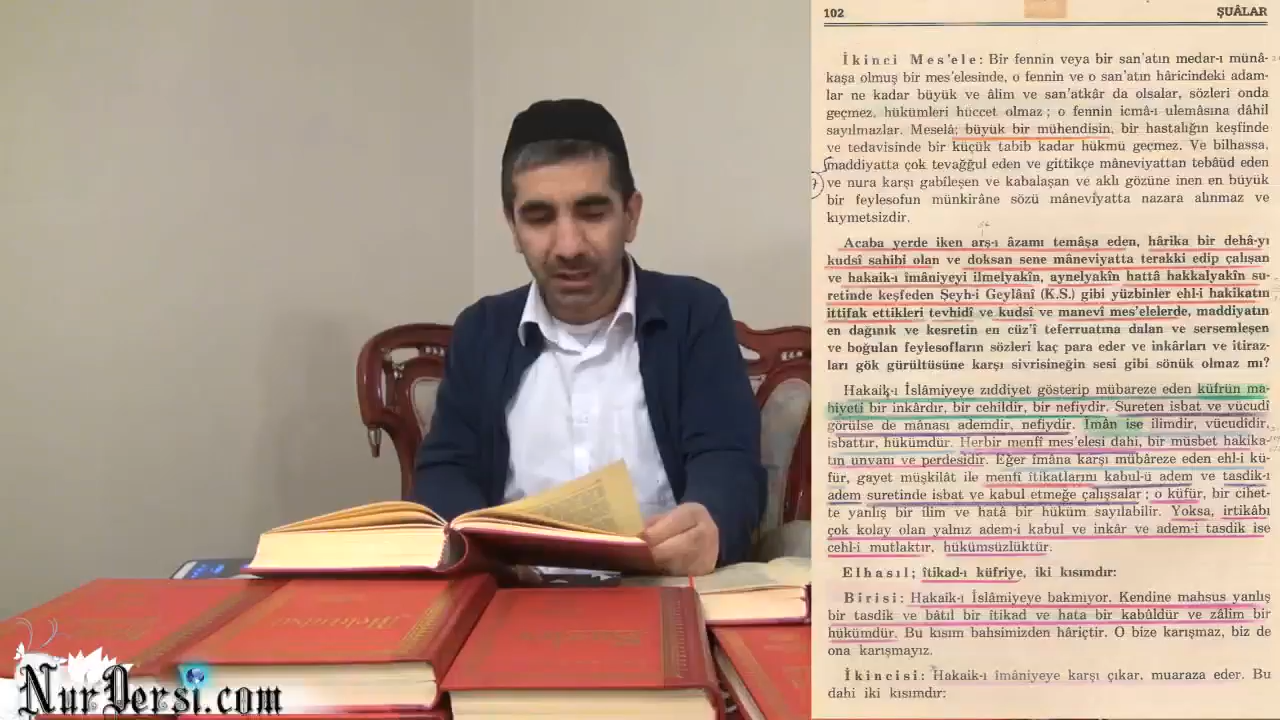 102 ŞUÂLAR
İkinci Mes'ele: Bir fennin veya bir san'atın medar-ı münâ-
kaşa olmuş bir mes'elesinde, o fennin ve o san'atın hâricindeki adam-
lar ne kadar büyük ve âlim ve san'atkâr da olsalar, sözleri onda
geçmez, hükümleri hüccet olmaz; o fennin icmâ-ı ulemâsına dâhil
sayılmazlar. Meselâ; büyük bir mühendisin, bir hastalığın keşfinde
ve tedavisinde bir küçük tabib kadar hükmü geçmez. Ve bilhassa,
maddiyatta çok tevağğul eden ve gittikçe mâneviyattan tebâüd eden
ve nura karşı gabîleşen ve kabalaşan ve aklı gözüne inen en büyük
bir feylesofun münkirâne sözü mâneviyatta nazara alınmaz ve
kıymetsizdir.
Acaba yerde iken arş-ı âzamı temâşa eden, hârika bir dehâ-yı
kudsî sahibi olan ve doksan sene mâneviyatta terakki edip çalışan
ve hakaik-ı imâniyeyi ilmelyakîn, aynelyakîn hattâ hakkalyakîn su-
retinde keşfeden Şeyh-i Geylânî (K.S.) gibi yüzbinler ehl-i hakikatın
ittifak ettikleri tevhidî ve kudsî ve manevî mes'elelerde, maddiyatın
en dağınık ve kesretin en cüz'î teferruatına dalan ve sersemleşen
ve boğulan feylesofların sözleri kaç para eder ve inkârları ve itiraz-
ları gök gürültüsüne karşı sivrisineğin sesi gibi sönük olmaz mı?
Hakaik-ı İslâmiyeye zıddiyet gösterip mübareze eden küfrün ma-
hiyeti bir inkârdır, bir cehildir, bir nefiydir. Sureten isbat ve vücudî
görülse de mânası ademdir, nefiydir. Imân ise ilimdir, vücudîdir,
isbattır, hükümdür. Herbir menfî mes'elesi dahi, bir müsbet hakika-
tın unvanı ve perdesidir. Eğer îmâna karşı mübâreze eden ehl-i kü-
für, gayet müşkilât ile menfî îtikatlarını kabul-ü adem ve tasdik-ı
adem suretinde isbat ve kabul etmeğe çalışsalar; o küfür, bir cihet-
te yanlış bir ilim ve hatâ bir hüküm sayılabilir. Yoksa, irtikâbı
çok kolay olan yalnız adem-i kabul ve inkâr ve adem-i tasdik ise
cehl-i mutlaktır, hükümsüzlüktür.
Elhasıl; îtikad-ı küfriye, iki kısımdır:
Birisi: Hakaik-ı İslâmiyeye bakmıyor. Kendine mahsus yanlış
bir tasdik ve bâtıl bir îtikad ve hata bir kabûldür ve zâlim bir
hükümdür. Bu kısım bahsimizden hâriçtir. O bize karışmaz, biz de
ona karışmayız.
İkincisi: Hakaik-ı imâniyeye karşı çıkar, muaraza eder. Bu
dahi iki kısımdır:
NurDersi.com